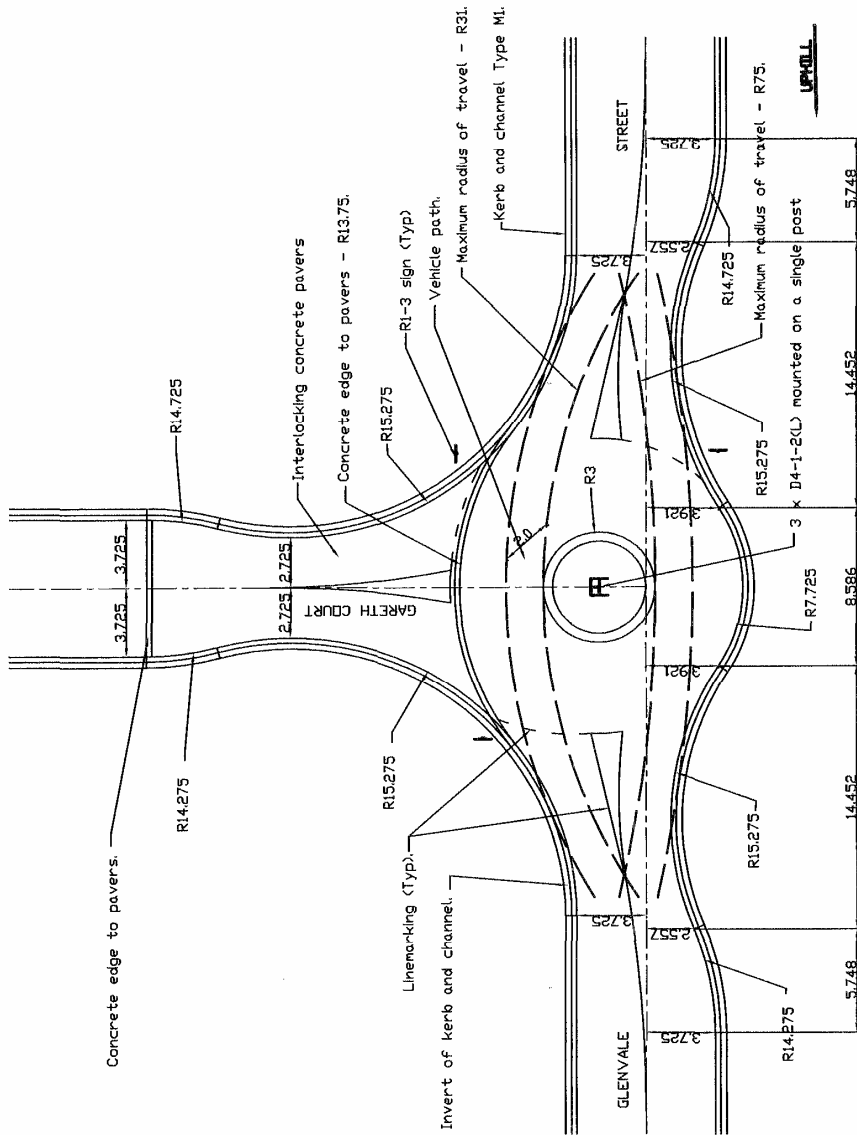 Concrete edge to pavers.
R14.275
3.725
3.725
R14.725
Interlocking concrete pavers
Concrete edge to pavers - R13.75.
R1-3 sign (Typ)
Vehicle path.
Maximum radius of travel - R31.
Kerb and channel Type M1.
2.725
2.725
GARETH COURT
R15.275
R15.275
Linemarking (Typ).
Invert of kerb and channel.
2.0
R3
3.725
3.725
GLENVALE
STREET
3.725
2.557
3.921
3.921
2.557
3.725
R14.275
R15.275
R7.725
R15.275
R14.725
3 x D4-1-2(L) mounted on a single post
Maximum radius of travel - R75.
UPHILL
5.748
14.452
8.586
14.452
5.748